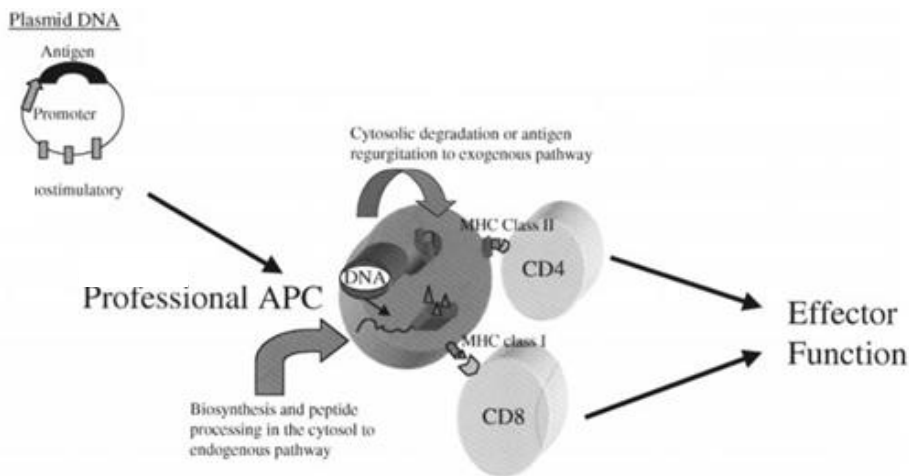 Plasmid DNA
Antigen
Promoter
iostimulatory
Cytosolic degradation or antigen
regurgitation to exogenous pathway
MHC Class II
CD4
DNA
Professional APC
MHC class I
Effector
Function
CD8
Biosynthesis and peptide
processing in the cytosol to
endogenous pathway